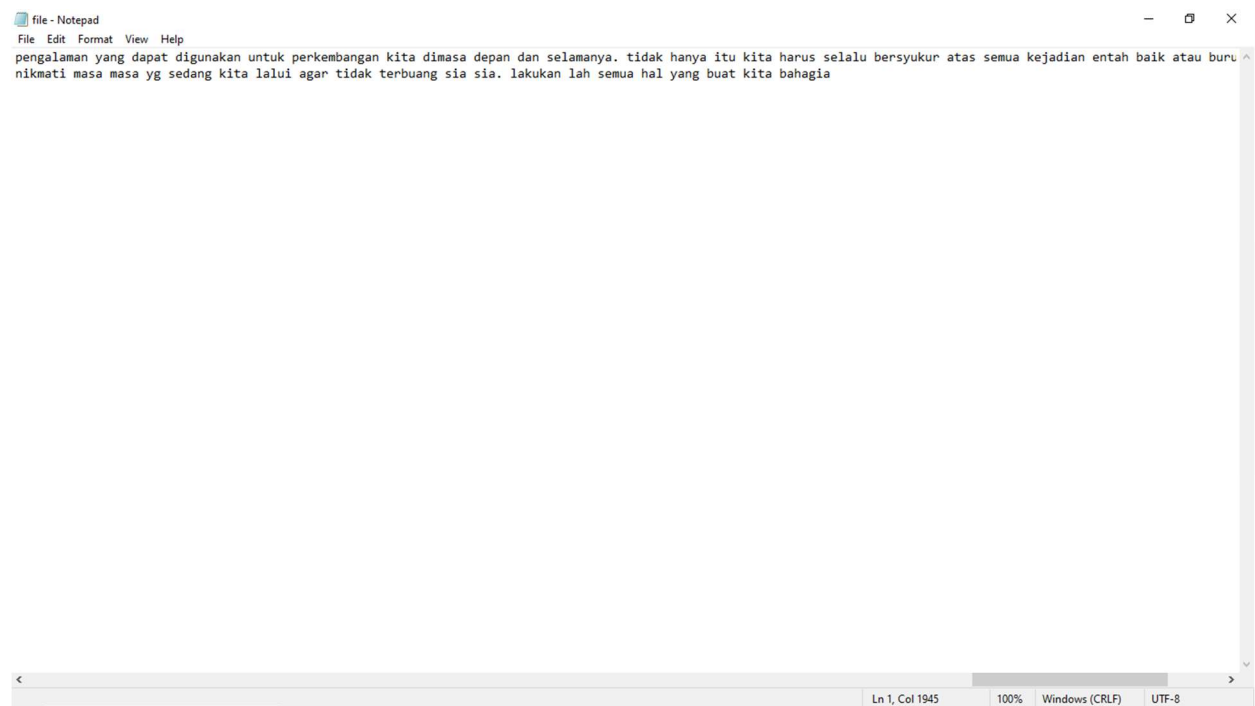 file - Notepad
File Edit Format View Help
pengalaman yang dapat digunakan untuk perkembangan kita dimasa depan dan selamanya. tidak hanya itu kita harus selalu bersyukur atas semua kejadian entah baik atau buru
nikmati masa masa yg sedang kita lalui agar tidak terbuang sia sia. lakukan lah semua hal yang buat kita bahagia
Ln 1, Col 1945 100% Windows (CRLF) UTF-8